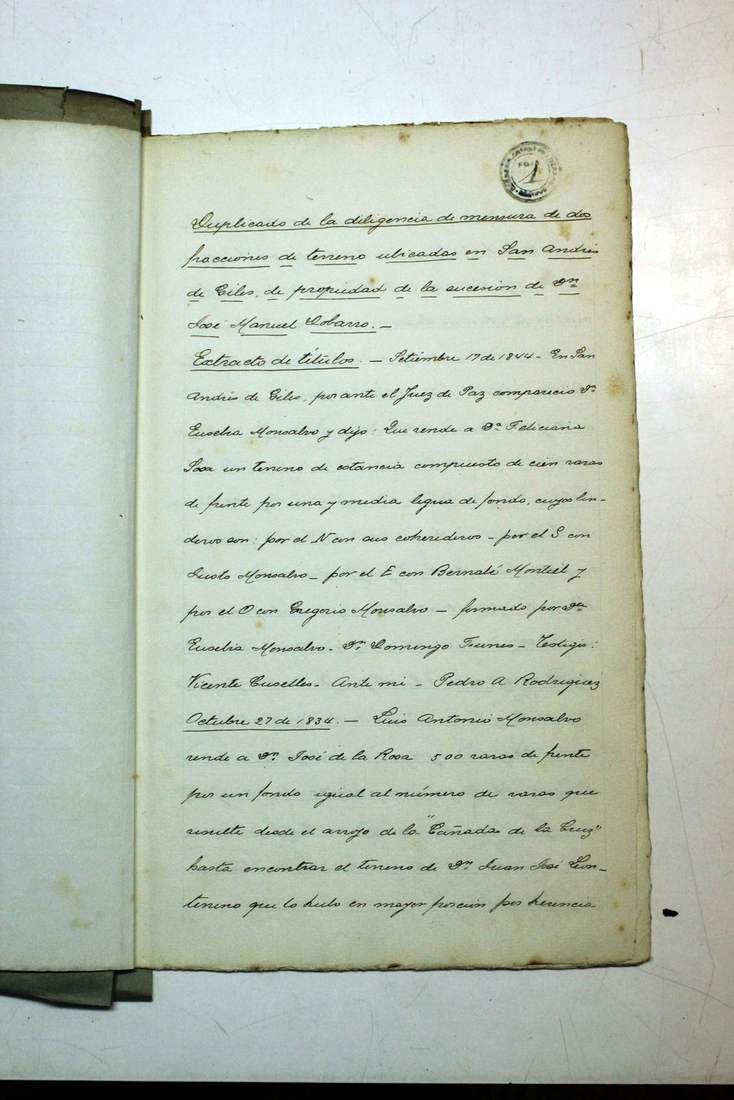 1
Duplicado de la diligencia de mensura de dos
fracciones de terreno ubicadas en San Andrés
de Giles, de propiedad de la sucesión de Dn
José Manuel Cobarro.—
Extracto de títulos.— Setiembre 17 de 1844 - En San
Andrés de Giles, por ante el Juez de Paz compareció Dn
Eusebia Monsalvo y dijo: Que vende a Da Feliciana
Sosa un terreno de estancia compuesto de cien varas
de frente por una y media legua de fondo, cuyos lin-
deros son: por el N con sus coherederos - por el S con
Justo Monsalvo - por el E con Bernabé Montiel y
por el O con Gregorio Monsalvo - firmado por
Eusebia Monsalvo - Dn Domingo Funes - Testigo:
Vicente - Ante mi - Pedro A Rodriguez
Octubre 27 de 1834.— Luis Antonio Monsalvo
vende a Dn José de la Rosa 500 varas de frente
por un fondo igual al número de varas que
resulte desde el arroyo de la "Cañada de la Cruz"
hasta encontrar el terreno de Dn Juan José
terreno que lo hubo en mayor porción por herencia